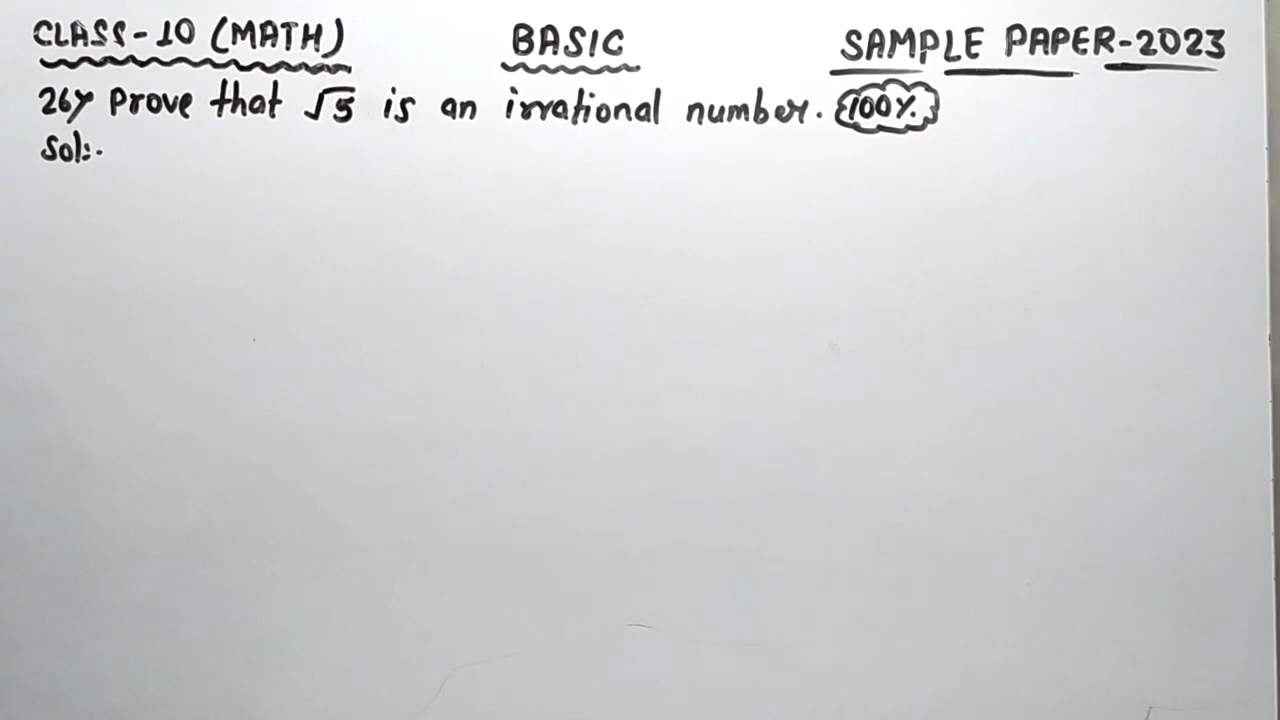 CLASS-10 (MATH) BASIC SAMPLE PAPER-2023
26) Prove that √5 is an irrational number. 100%
Sol:-